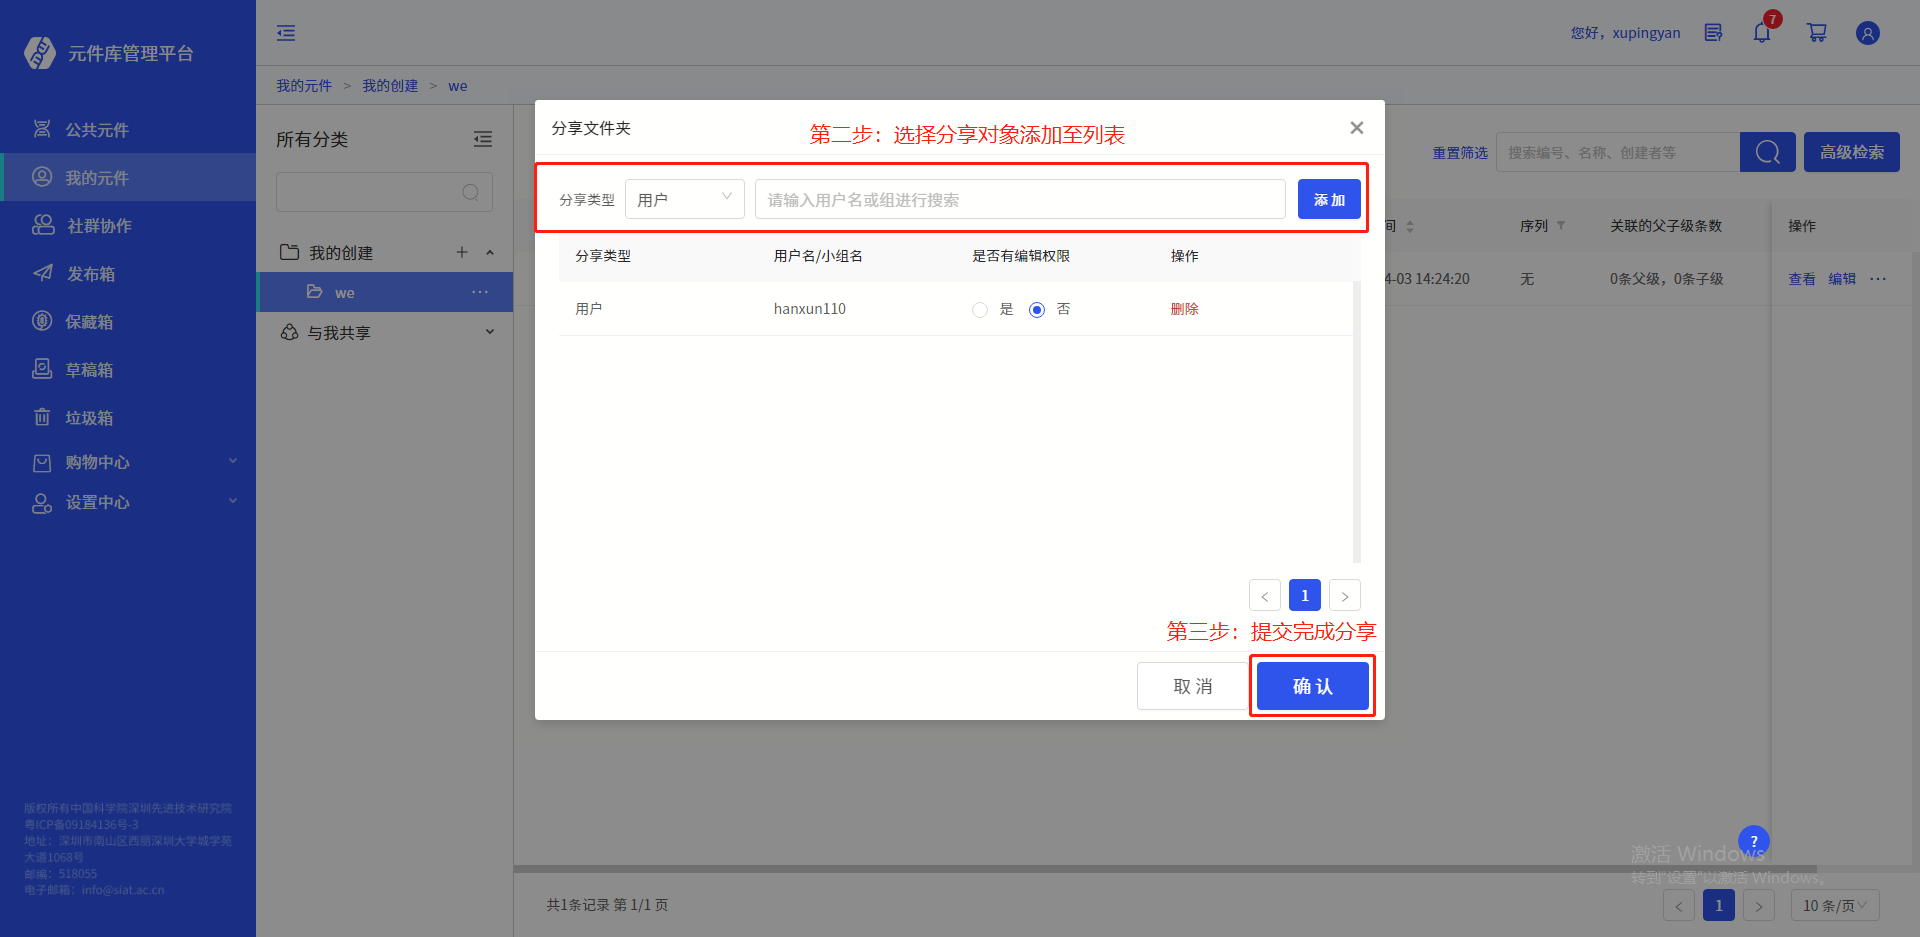 元件库管理平台
您好，xupingyan
7
我的元件 > 我的创建 > we
公共元件
我的元件
社群协作
发布箱
保藏箱
草稿箱
垃圾箱
购物中心
设置中心
版权所有中国科学院深圳先进技术研究院
粤ICP备09184136号-3
地址：深圳市南山区西丽深圳大学城学苑
大道1068号
邮编：518055
电子邮箱：info@siat.ac.cn
所有分类
我的创建
we
与我共享
分享文件夹
第二步：选择分享对象添加至列表
分享类型 用户 请输入用户名或组进行搜索 添加
分享类型 用户名/小组名 是否有编辑权限 操作
用户 hanxun110 是 否 删除
< 1 >
第三步：提交完成分享
取消 确认
重置筛选 搜索编号、名称、创建者等 高级检索
间 序列 关联的父子级条数 操作
4-03 14:24:20 无 0条父级，0条子级 查看 编辑 ···
?
激活 Windows
转到"设置"以激活 Windows。
共1条记录 第 1/1 页
< 1 > 10 条/页